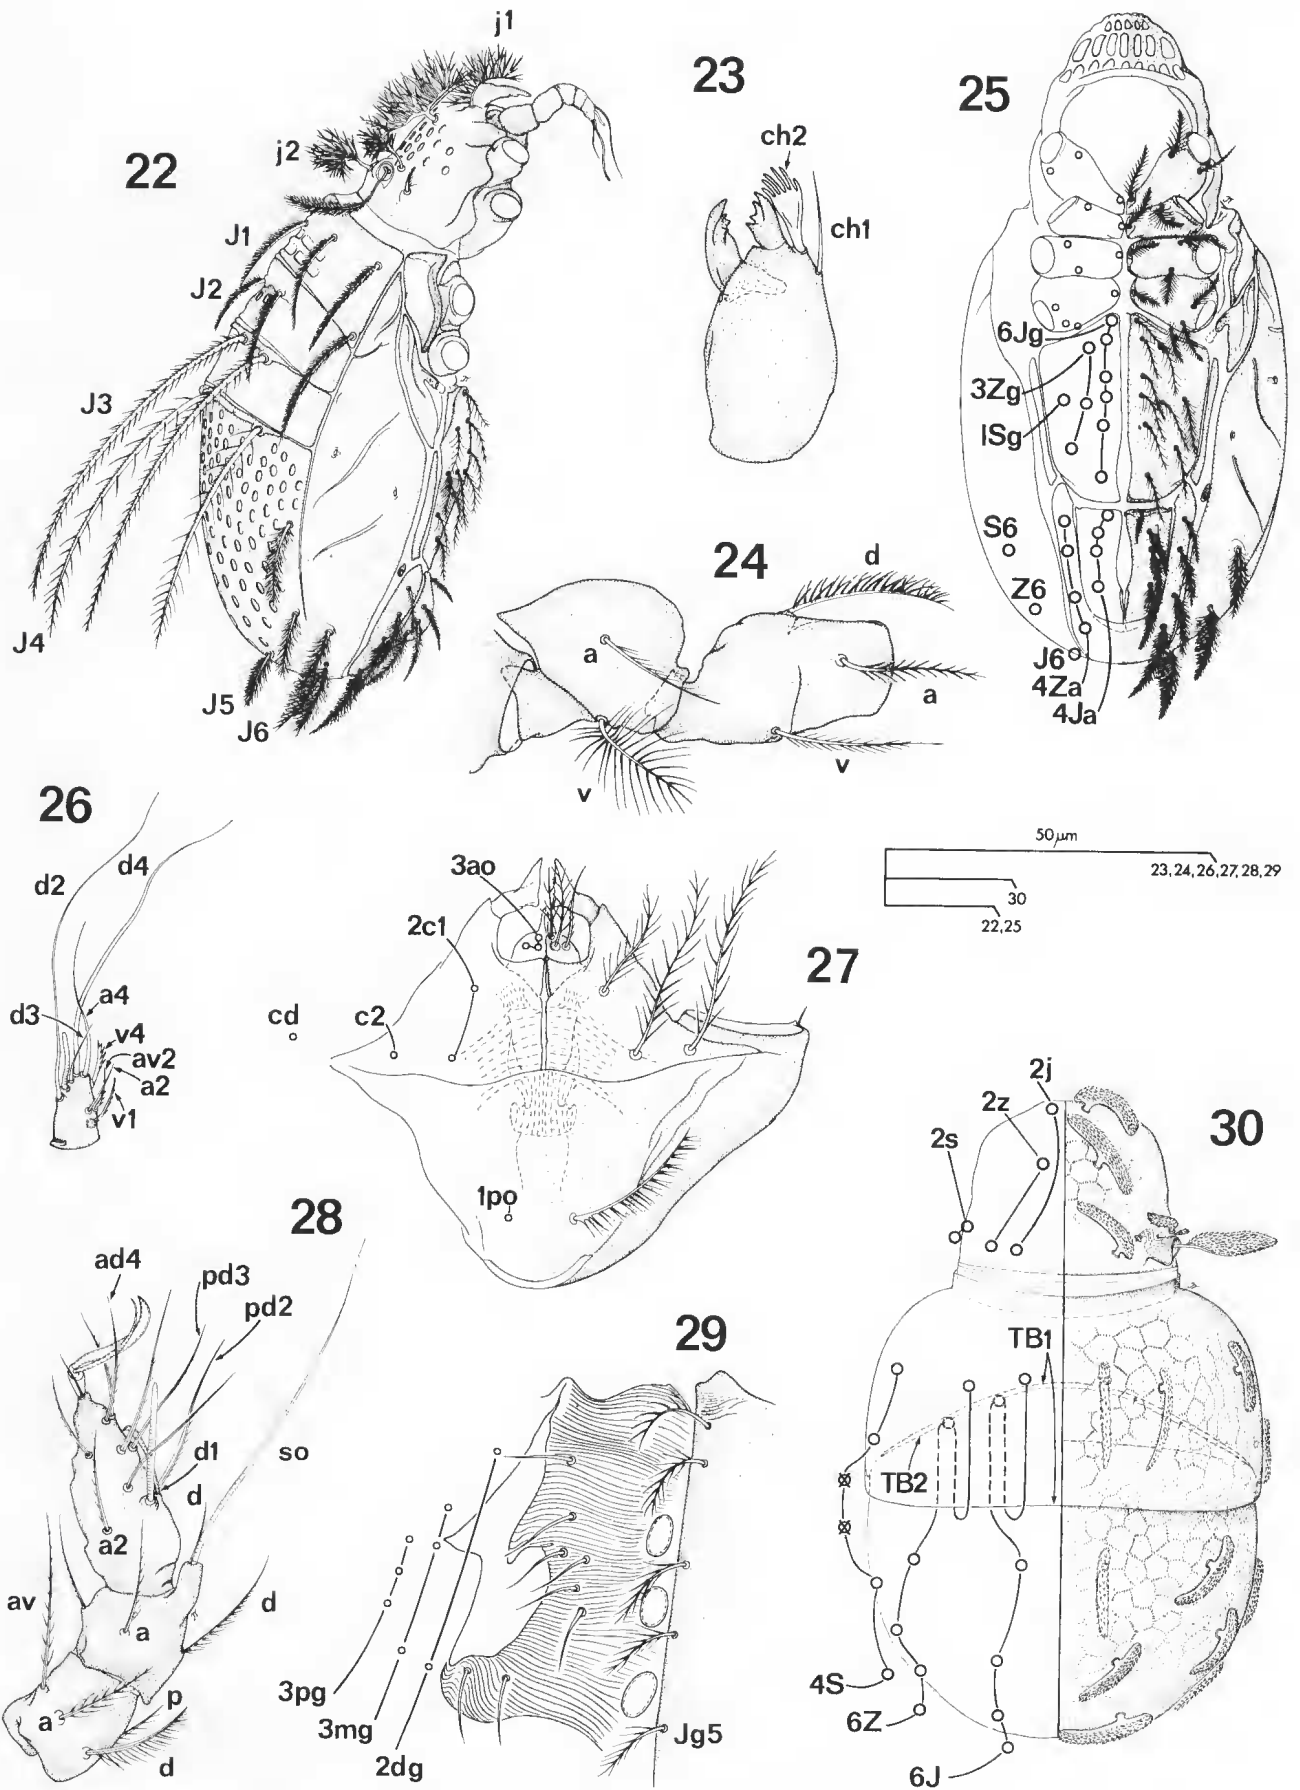 22
j1
j2
J1
J2
J3
J4
J5
J6
23
ch2
ch1
24
d
a
a
v
v
25
6Jg
3Zg
ISg
S6
Z6
J6
4Za
4Ja
26
d2
d4
a4
d3
v4
av2
a2
v1
50µm
23,24,26,27,28,29
30
22,25
27
3ao
2c1
cd
c2
1po
28
ad4
pd3
pd2
so
d1
d
a2
av
a
d
a
p
d
29
3pg
3mg
2dg
Jg5
30
2j
2z
2s
TB1
TB2
4S
6Z
6J